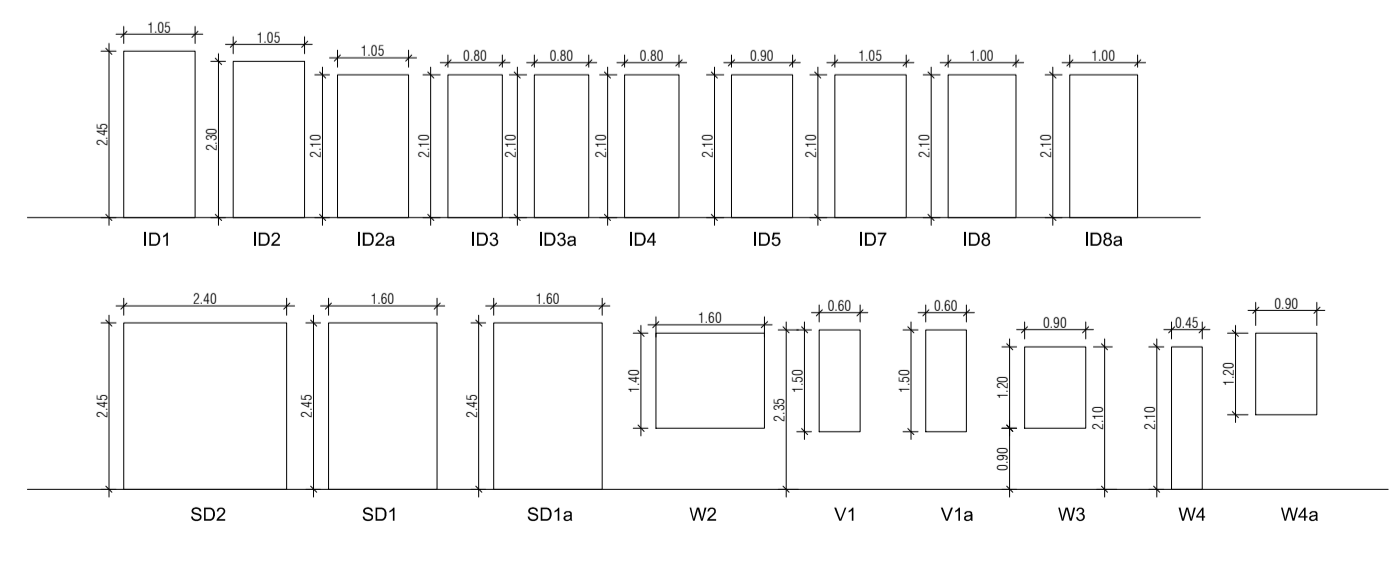 1.05 1.05 1.05 0.80 0.80 0.80 0.90 1.05 1.00 1.00
2.45 2.30 2.10 2.10 2.10 2.10 2.10 2.10 2.10 2.10
ID1 ID2 ID2a ID3 ID3a ID4 ID5 ID7 ID8 ID8a
2.40 1.60 1.60 1.60 0.60 0.60 0.90 0.45 0.90
2.45 2.45 2.45 1.40 2.35 1.50 1.50 1.20 2.10 2.10 1.20
0.90
SD2 SD1 SD1a W2 V1 V1a W3 W4 W4a